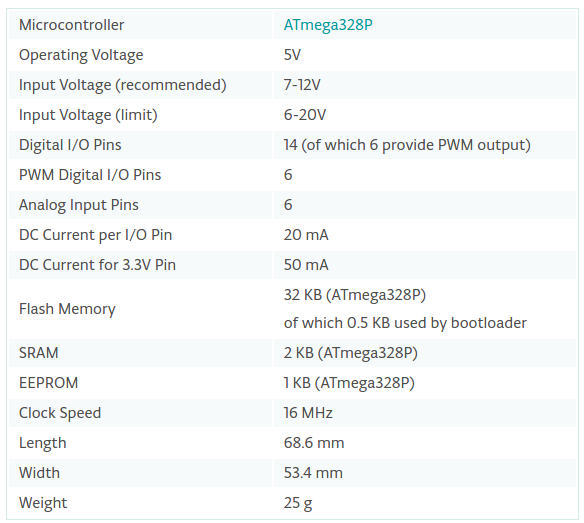 Microcontroller ATmega328P
Operating Voltage 5V
Input Voltage (recommended) 7-12V
Input Voltage (limit) 6-20V
Digital I/O Pins 14 (of which 6 provide PWM output)
PWM Digital I/O Pins 6
Analog Input Pins 6
DC Current per I/O Pin 20 mA
DC Current for 3.3V Pin 50 mA
Flash Memory 32 KB (ATmega328P)
of which 0.5 KB used by bootloader
SRAM 2 KB (ATmega328P)
EEPROM 1 KB (ATmega328P)
Clock Speed 16 MHz
Length 68.6 mm
Width 53.4 mm
Weight 25 g